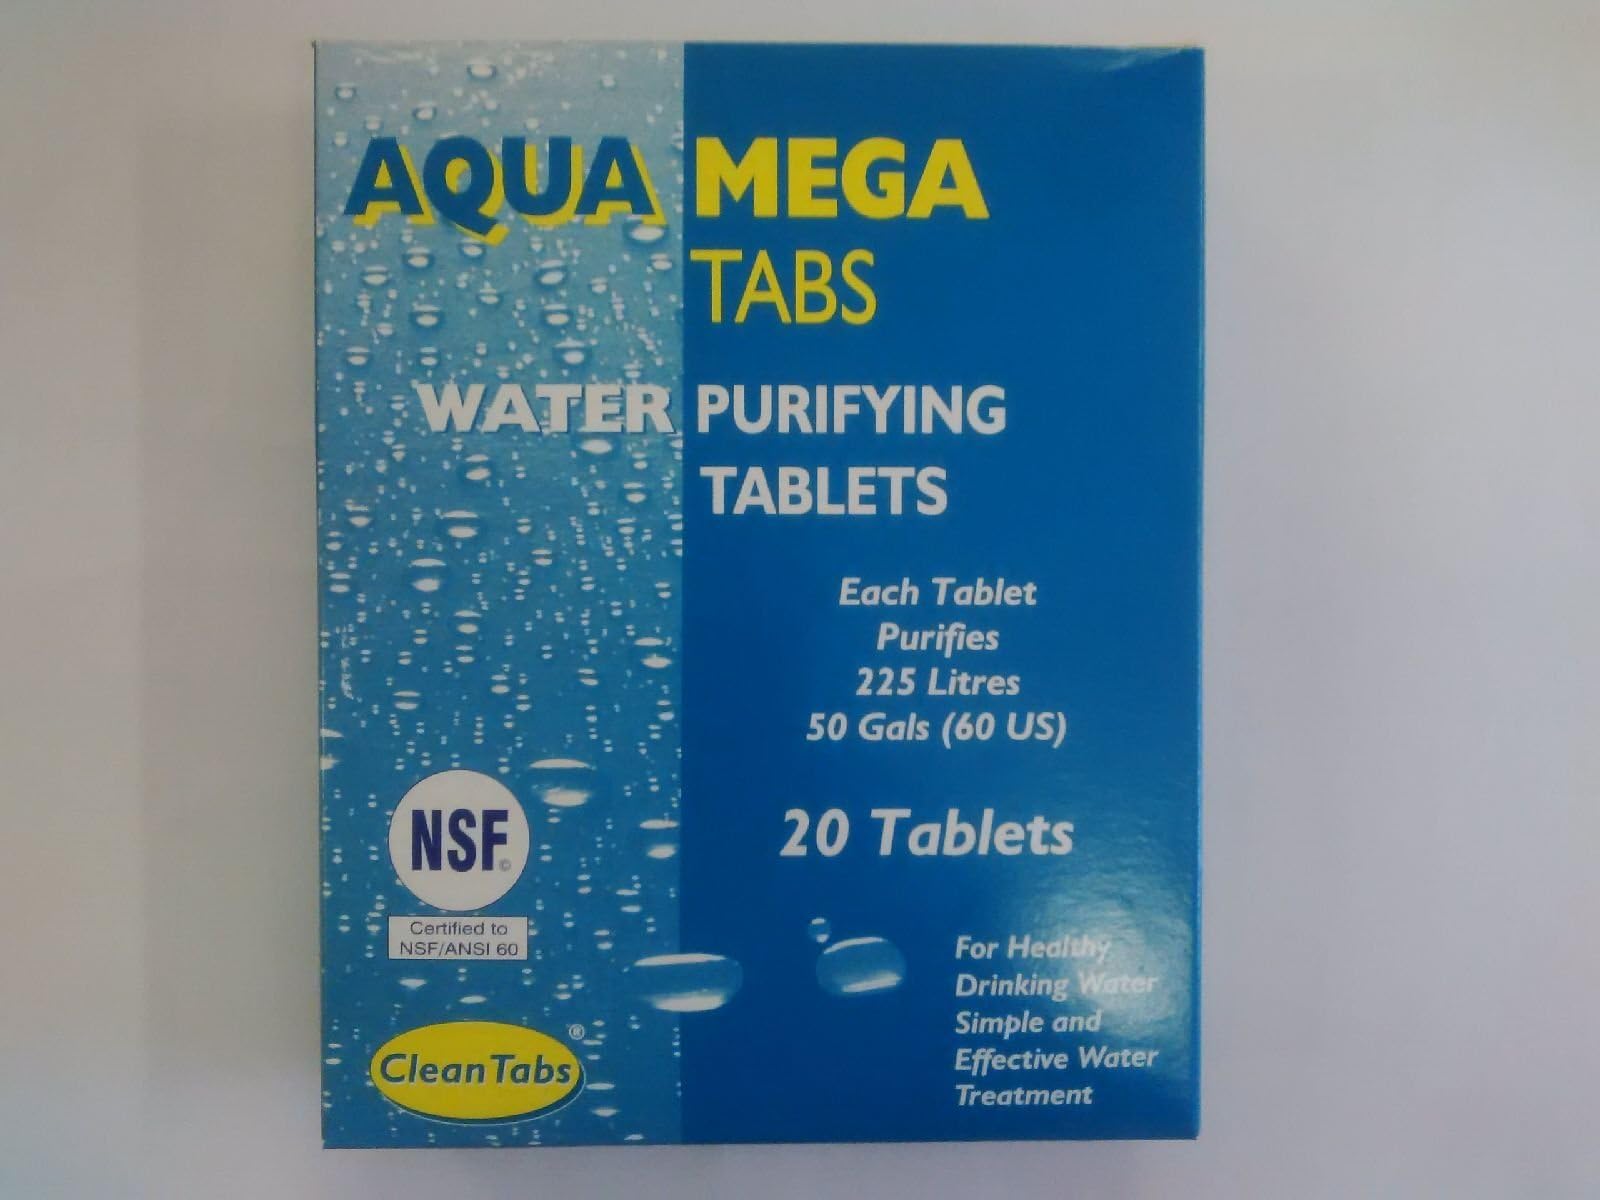 AQUA MEGA
TABS
WATER PURIFYING
TABLETS
Each Tablet
Purifies
225 Litres
50 Gals (60 US)
20 Tablets
NSF©
Certified to
NSF/ANSI 60
CleanTabs®
For Healthy
Drinking Water
Simple and
Effective Water
Treatment